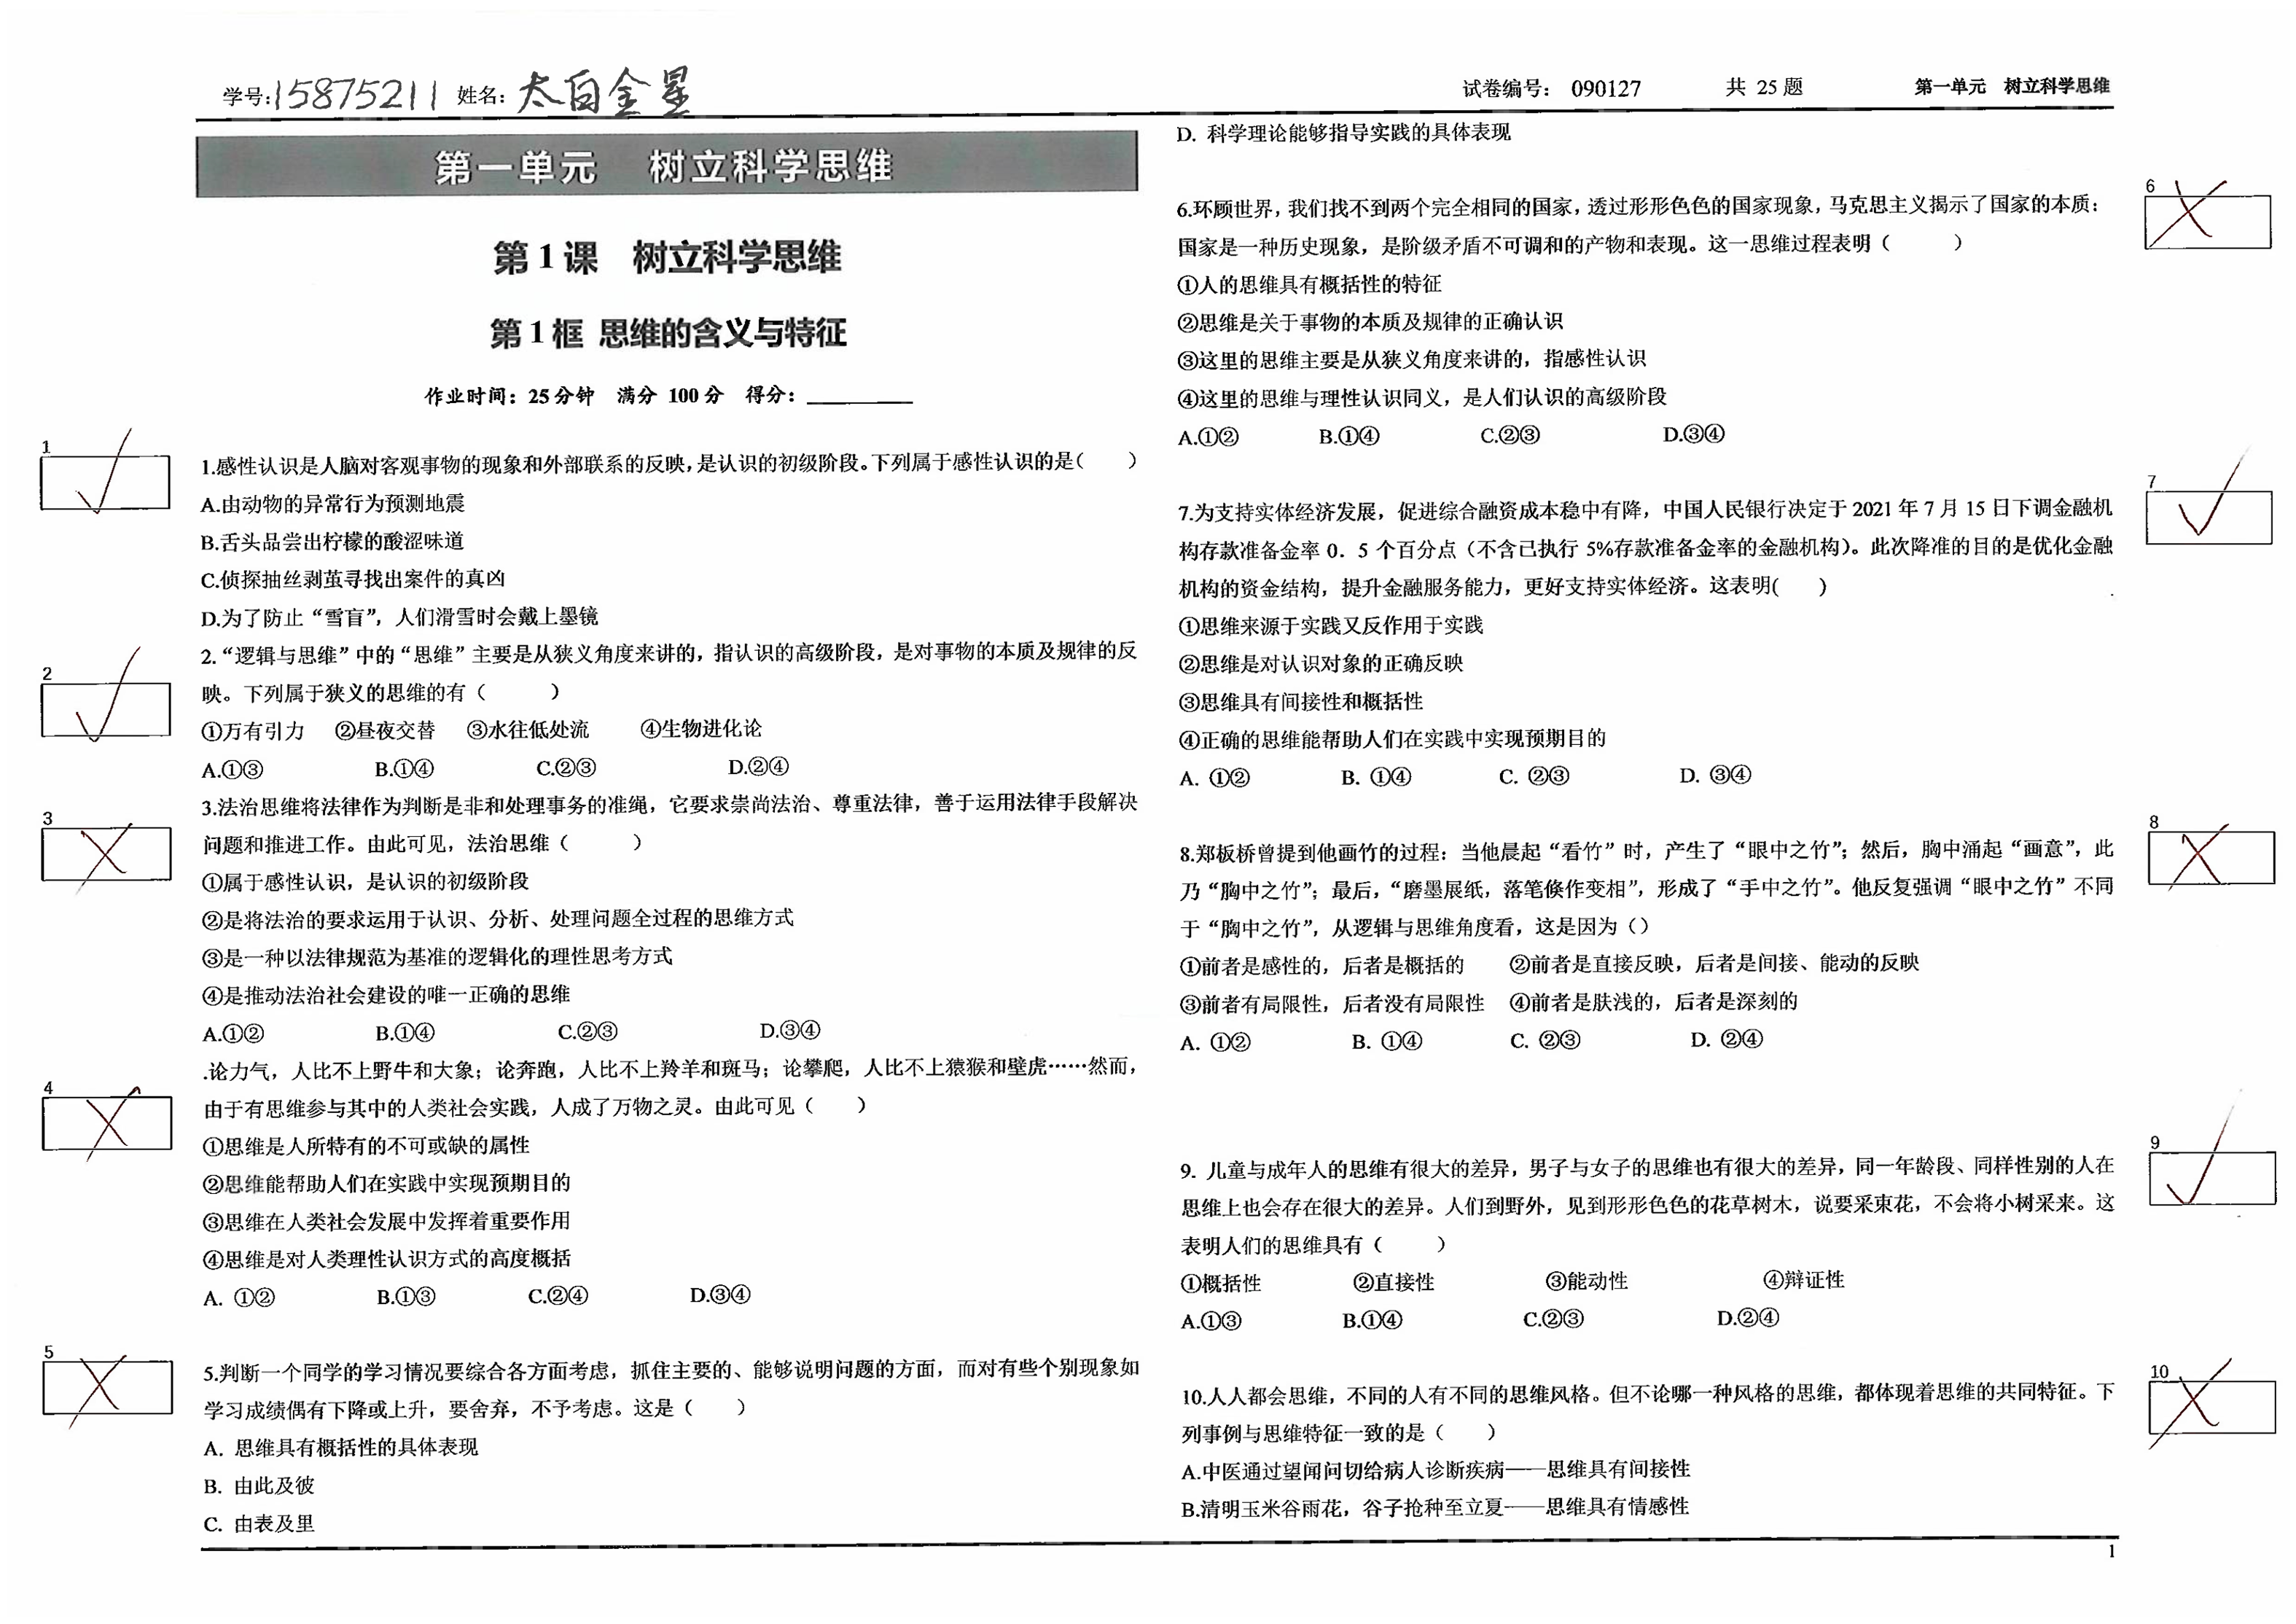 学号:15875211 姓名:太白金星
试卷编号： 090127 共 25 题 第一单元 树立科学思维
第一单元 树立科学思维
第 1 课 树立科学思维
第 1 框 思维的含义与特征
作业时间：25 分钟 满分 100 分 得分：________
1
1.感性认识是人脑对客观事物的现象和外部联系的反映，是认识的初级阶段。下列属于感性认识的是（ ）
A.由动物的异常行为预测地震
B.舌头品尝出柠檬的酸涩味道
C.侦探抽丝剥茧寻找出案件的真凶
D.为了防止“雪盲”，人们滑雪时会戴上墨镜
2
2.“逻辑与思维”中的“思维”主要是从狭义角度来讲的，指认识的高级阶段，是对事物的本质及规律的反
映。下列属于狭义的思维的有（ ）
①万有引力 ②昼夜交替 ③水往低处流 ④生物进化论
A.①③ B.①④ C.②③ D.②④
3
3.法治思维将法律作为判断是非和处理事务的准绳，它要求崇尚法治、尊重法律，善于运用法律手段解决
问题和推进工作。由此可见，法治思维（ ）
①属于感性认识，是认识的初级阶段
②是将法治的要求运用于认识、分析、处理问题全过程的思维方式
③是一种以法律规范为基准的逻辑化的理性思考方式
④是推动法治社会建设的唯一正确的思维
A.①② B.①④ C.②③ D.③④
4
.论力气，人比不上野牛和大象；论奔跑，人比不上羚羊和斑马；论攀爬，人比不上猿猴和壁虎……然而，
由于有思维参与其中的人类社会实践，人成了万物之灵。由此可见（ ）
①思维是人所特有的不可或缺的属性
②思维能帮助人们在实践中实现预期目的
③思维在人类社会发展中发挥着重要作用
④思维是对人类理性认识方式的高度概括
A. ①② B.①③ C.②④ D.③④
5
5.判断一个同学的学习情况要综合各方面考虑，抓住主要的、能够说明问题的方面，而对有些个别现象如
学习成绩偶有下降或上升，要舍弃，不予考虑。这是（ ）
A. 思维具有概括性的具体表现
B. 由此及彼
C. 由表及里
D. 科学理论能够指导实践的具体表现
6
6.环顾世界，我们找不到两个完全相同的国家，透过形形色色的国家现象，马克思主义揭示了国家的本质：
国家是一种历史现象，是阶级矛盾不可调和的产物和表现。这一思维过程表明（ ）
①人的思维具有概括性的特征
②思维是关于事物的本质及规律的正确认识
③这里的思维主要是从狭义角度来讲的，指感性认识
④这里的思维与理性认识同义，是人们认识的高级阶段
A.①② B.①④ C.②③ D.③④
7
7.为支持实体经济发展，促进综合融资成本稳中有降，中国人民银行决定于 2021 年 7 月 15 日下调金融机
构存款准备金率 0．5 个百分点（不含已执行 5%存款准备金率的金融机构）。此次降准的目的是优化金融
机构的资金结构，提升金融服务能力，更好支持实体经济。这表明( )
①思维来源于实践又反作用于实践
②思维是对认识对象的正确反映
③思维具有间接性和概括性
④正确的思维能帮助人们在实践中实现预期目的
A. ①② B. ①④ C. ②③ D. ③④
8
8.郑板桥曾提到他画竹的过程：当他晨起“看竹”时，产生了“眼中之竹”；然后，胸中涌起“画意”，此
乃“胸中之竹”；最后，“磨墨展纸，落笔倏作变相”，形成了“手中之竹”。他反复强调“眼中之竹”不同
于“胸中之竹”，从逻辑与思维角度看，这是因为（）
①前者是感性的，后者是概括的 ②前者是直接反映，后者是间接、能动的反映
③前者有局限性，后者没有局限性 ④前者是肤浅的，后者是深刻的
A. ①② B. ①④ C. ②③ D. ②④
9
9. 儿童与成年人的思维有很大的差异，男子与女子的思维也有很大的差异，同一年龄段、同样性别的人在
思维上也会存在很大的差异。人们到野外，见到形形色色的花草树木，说要采束花，不会将小树采来。这
表明人们的思维具有（ ）
①概括性 ②直接性 ③能动性 ④辩证性
A.①③ B.①④ C.②③ D.②④
10
10.人人都会思维，不同的人有不同的思维风格。但不论哪一种风格的思维，都体现着思维的共同特征。下
列事例与思维特征一致的是（ ）
A.中医通过望闻问切给病人诊断疾病——思维具有间接性
B.清明玉米谷雨花，谷子抢种至立夏——思维具有情感性
1